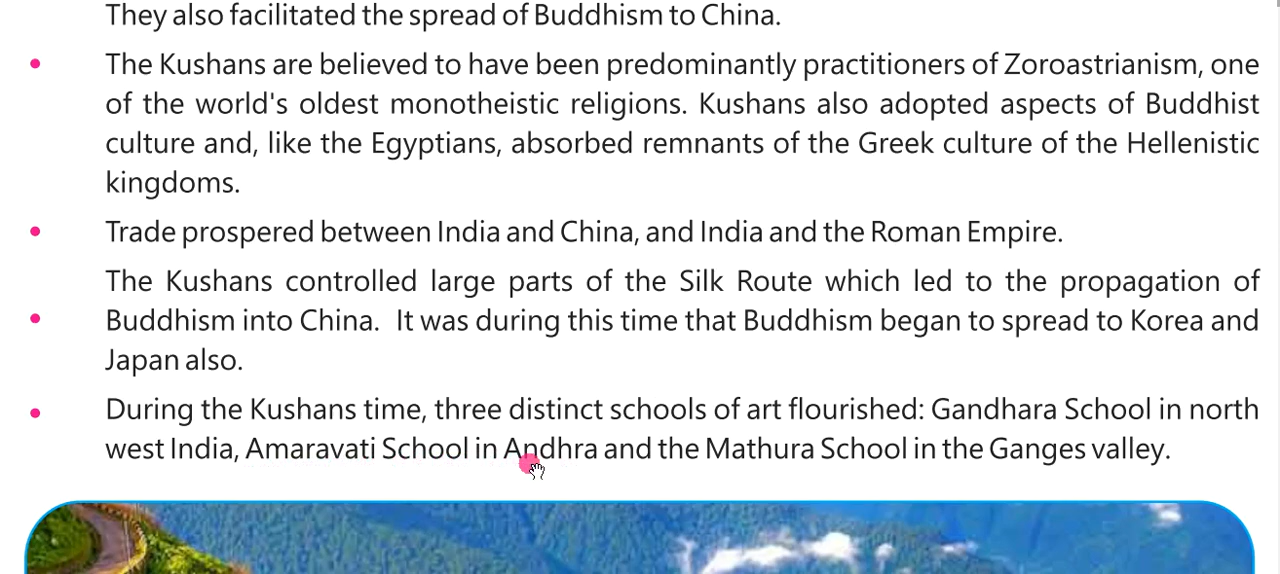 They also facilitated the spread of Buddhism to China.
The Kushans are believed to have been predominantly practitioners of Zoroastrianism, one
of the world's oldest monotheistic religions. Kushans also adopted aspects of Buddhist
culture and, like the Egyptians, absorbed remnants of the Greek culture of the Hellenistic
kingdoms.
Trade prospered between India and China, and India and the Roman Empire.
The Kushans controlled large parts of the Silk Route which led to the propagation of
Buddhism into China.  It was during this time that Buddhism began to spread to Korea and
Japan also.
During the Kushans time, three distinct schools of art flourished: Gandhara School in north
west India, Amaravati School in Andhra and the Mathura School in the Ganges valley.